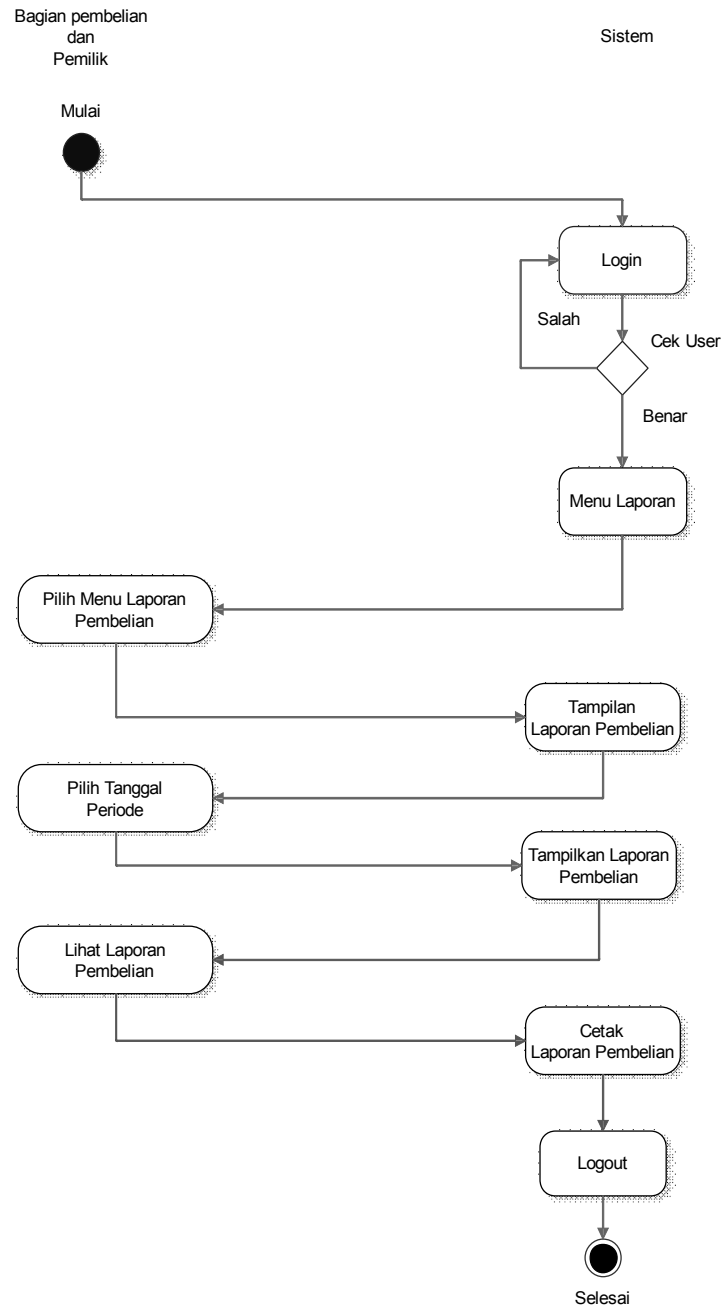 Bagian pembelian
dan
Pemilik
Sistem
Mulai
Login
Salah
Cek User
Benar
Menu Laporan
Pilih Menu Laporan
Pembelian
Tampilan
Laporan Pembelian
Pilih Tanggal
Periode
Tampilkan Laporan
Pembelian
Lihat Laporan
Pembelian
Cetak
Laporan Pembelian
Logout
Selesai